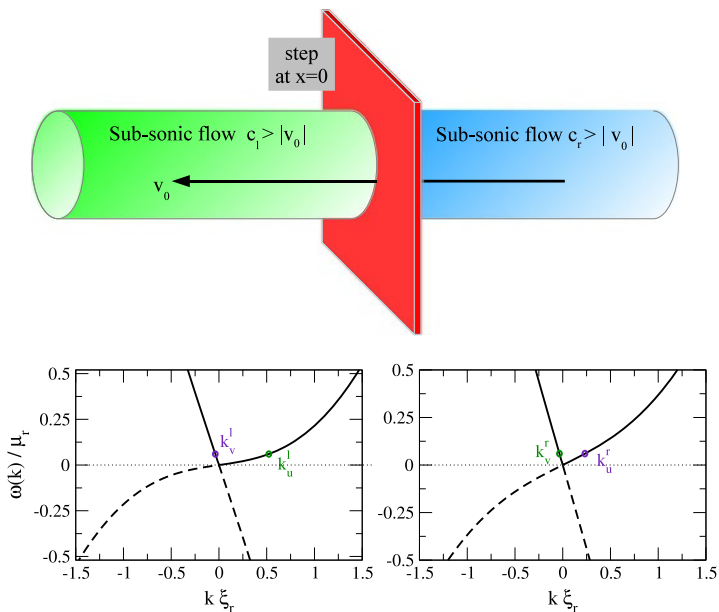 step
at x=0
Sub-sonic flow c_l > |v_0|
Sub-sonic flow c_r > | v_0|
v_0
ω(k) / μ_r
0.5
0.25
0
-0.25
-0.5
k_v^l
k_u^l
-1.5 -1 -0.5 0 0.5 1 1.5
k ξ_r
0.5
0.25
0
-0.25
-0.5
k_v^r
k_u^r
-1.5 -1 -0.5 0 0.5 1 1.5
k ξ_r